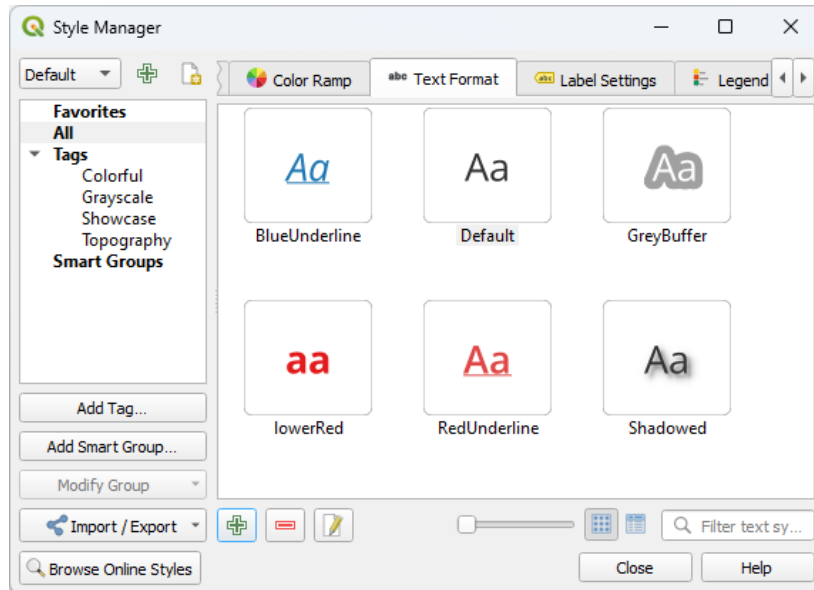 Style Manager
Default
Color Ramp
abc Text Format
abc Label Settings
Legend
Favorites
All
Tags
Colorful
Grayscale
Showcase
Topography
Smart Groups
Aa
Aa
Aa
BlueUnderline
Default
GreyBuffer
aa
Aa
Aa
lowerRed
RedUnderline
Shadowed
Add Tag...
Add Smart Group...
Modify Group
Import / Export
Filter text sy...
Browse Online Styles
Close
Help